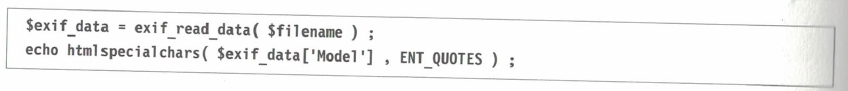 $exif_data = exif_read_data( $filename ) ;
echo htmlspecialchars( $exif_data['Model'] , ENT_QUOTES ) ;